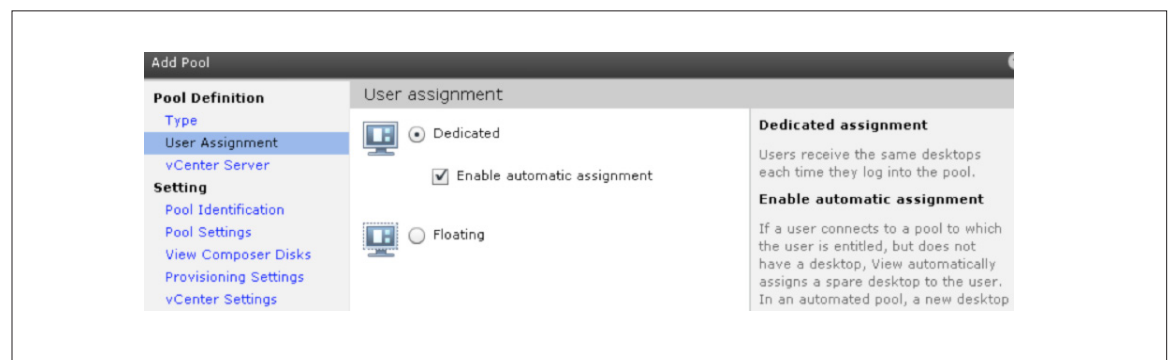 Add Pool
Pool Definition
Type
User Assignment
vCenter Server
Setting
Pool Identification
Pool Settings
View Composer Disks
Provisioning Settings
vCenter Settings
User assignment
Dedicated
Enable automatic assignment
Floating
Dedicated assignment
Users receive the same desktops
each time they log into the pool.
Enable automatic assignment
If a user connects to a pool to which
the user is entitled, but does not
have a desktop, View automatically
assigns a spare desktop to the user.
In an automated pool, a new desktop